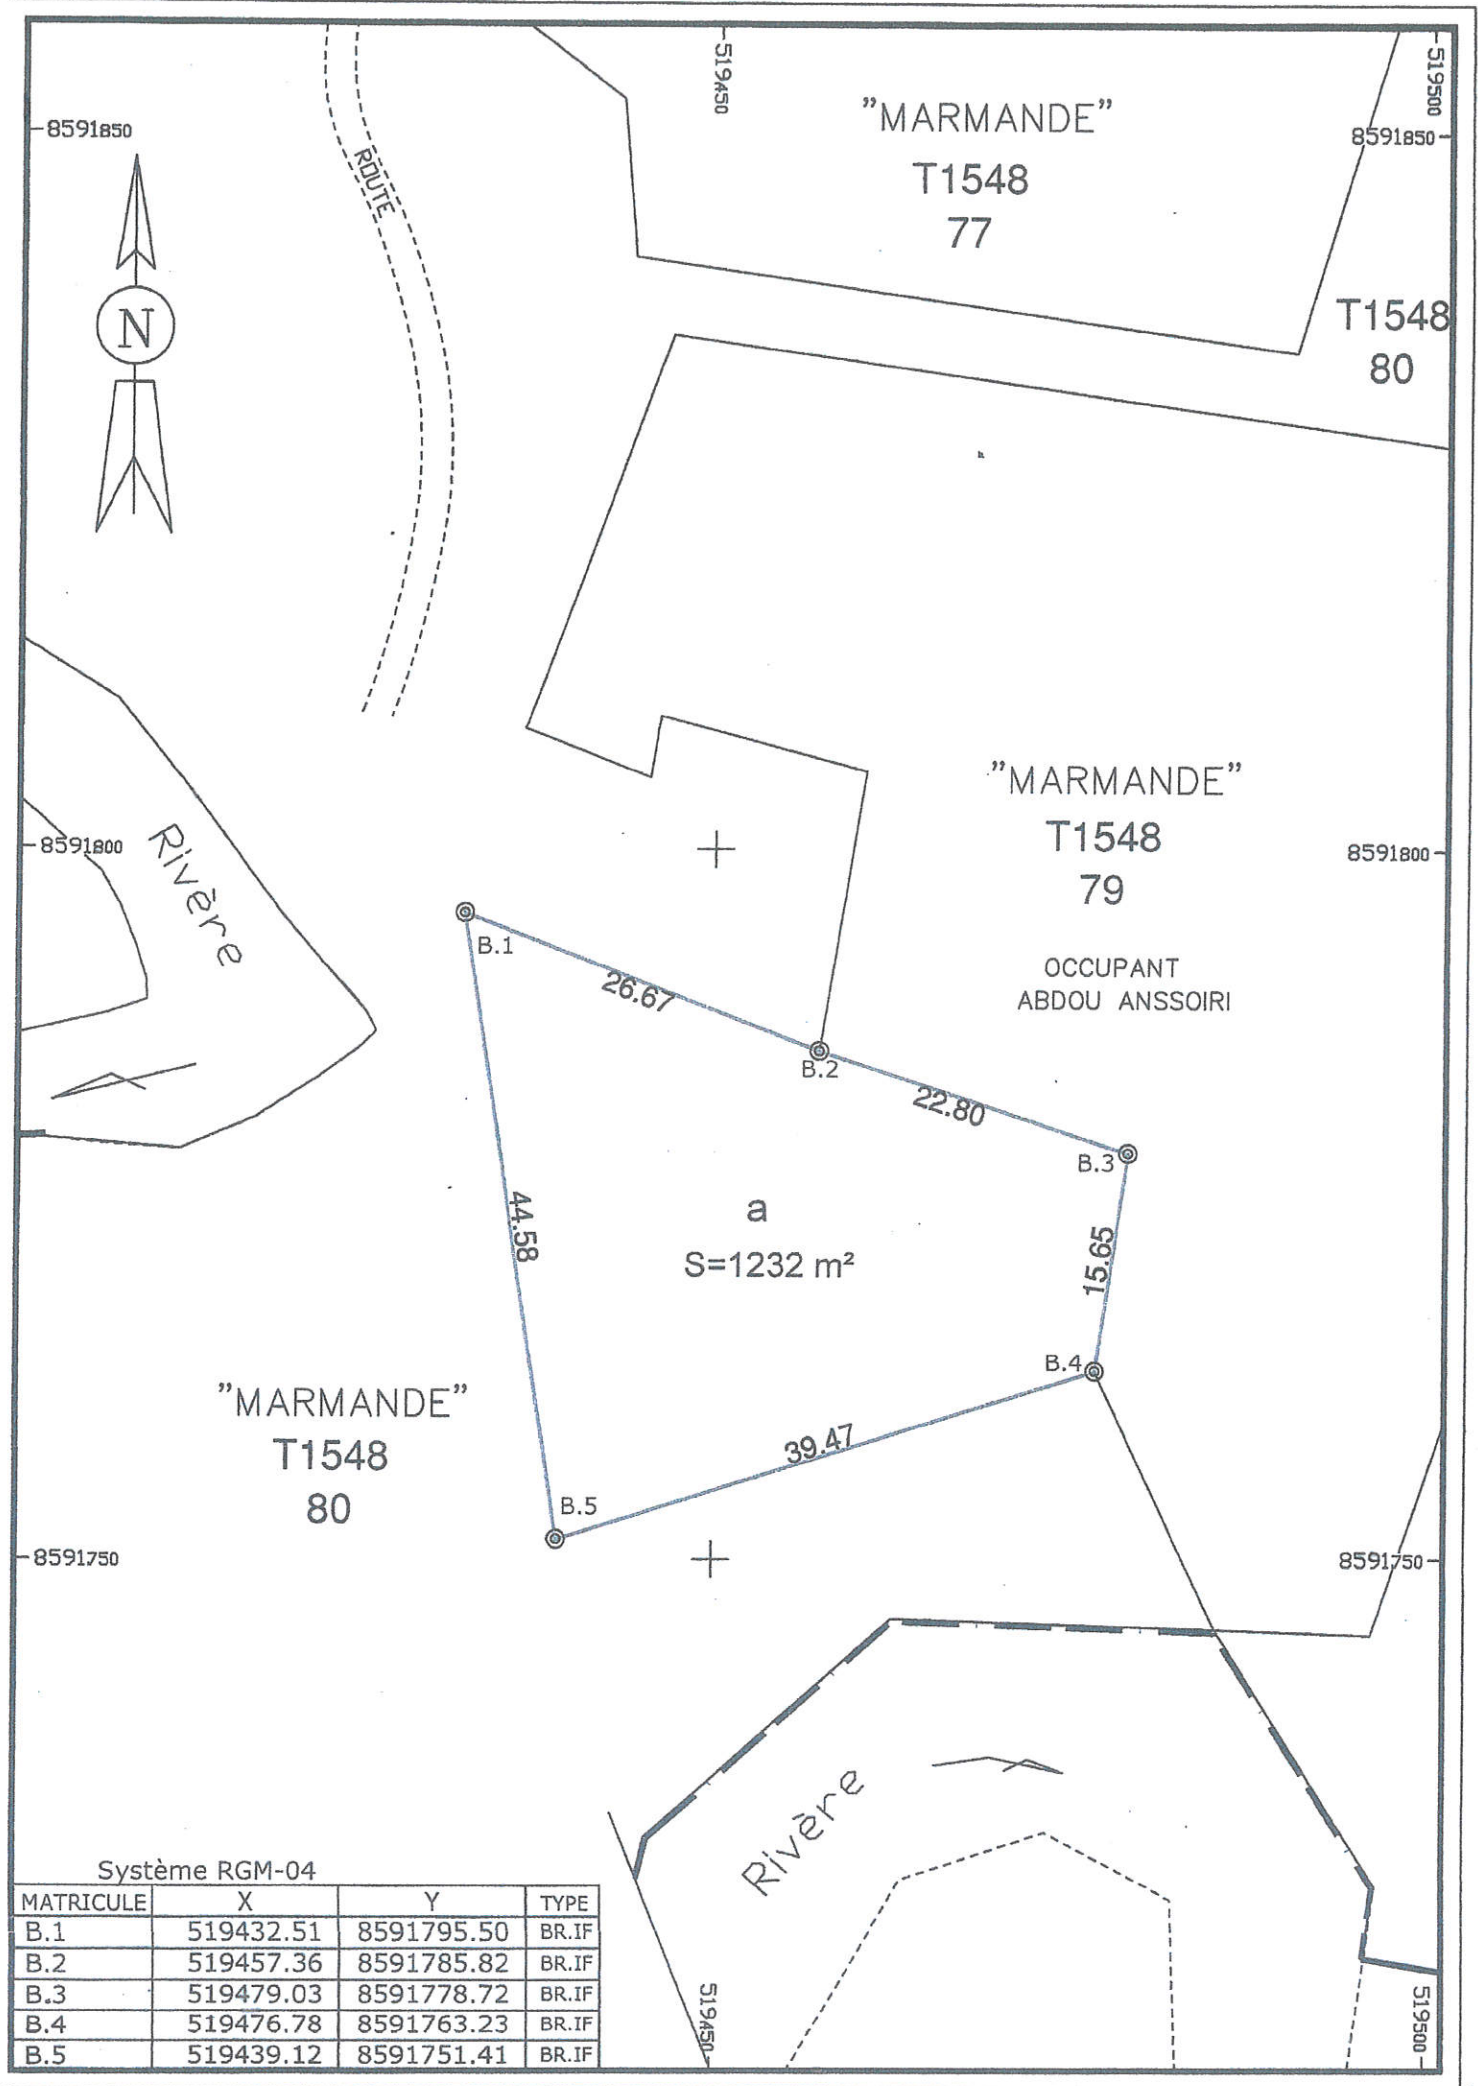 519450
519500
8591850
8591850
"MARMANDE"
T1548
77
ROUTE
N
T1548
80
"MARMANDE"
T1548
79
8591800
8591800
Rivère
OCCUPANT
ABDOU ANSSOIRI
B.1
26.67
B.2
22.80
B.3
44.58
a
S=1232 m²
15.65
B.4
"MARMANDE"
T1548
80
39.47
B.5
8591750
8591750
Rivère
Système RGM-04
MATRICULE X Y TYPE
B.1 519432.51 8591795.50 BR.IF
B.2 519457.36 8591785.82 BR.IF
B.3 519479.03 8591778.72 BR.IF
B.4 519476.78 8591763.23 BR.IF
B.5 519439.12 8591751.41 BR.IF
519450
519500